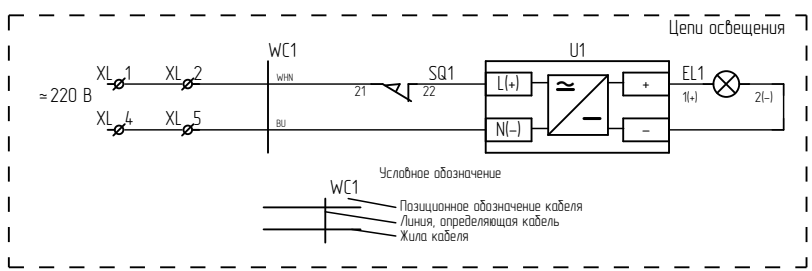 Цепи освещения
WC1 U1
XL 1 XL 2 WHN SQ1 EL1
21 22 L(+) + 1(+) 2(–)
≃220 В
XL 4 XL 5 BU N(–) –
Условное обозначение
WC1
Позиционное обозначение кабеля
Линия, определяющая кабель
Жила кабеля